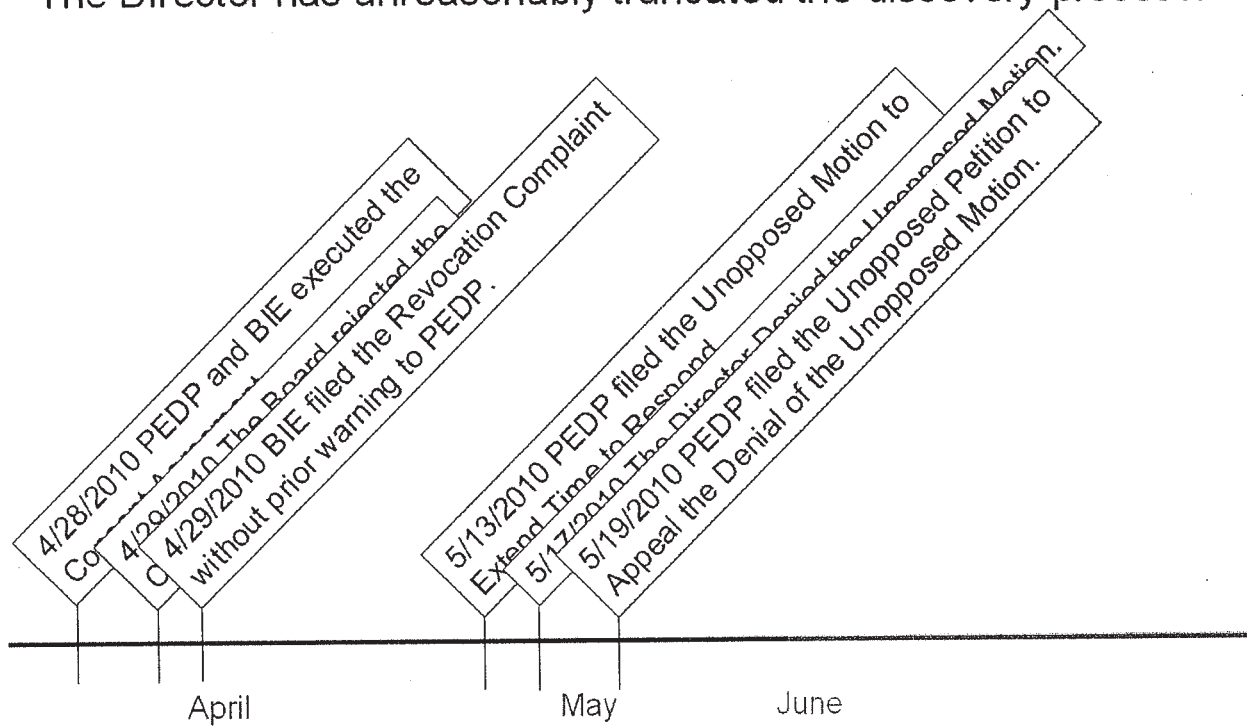 The Director has unreasonably truncated the discovery process.
4/28/2010 PEDP and BIE executed the
4/29/2010 The Board rejected the
4/29/2010 BIE filed the Revocation Complaint
without prior warning to PEDP.
5/13/2010 PEDP filed the Unopposed Motion to
Extend Time to Respond
5/17/2010 The Director Denied the Unopposed Motion.
5/19/2010 PEDP filed the Unopposed Petition to
Appeal the Denial of the Unopposed Motion.
April
May
June